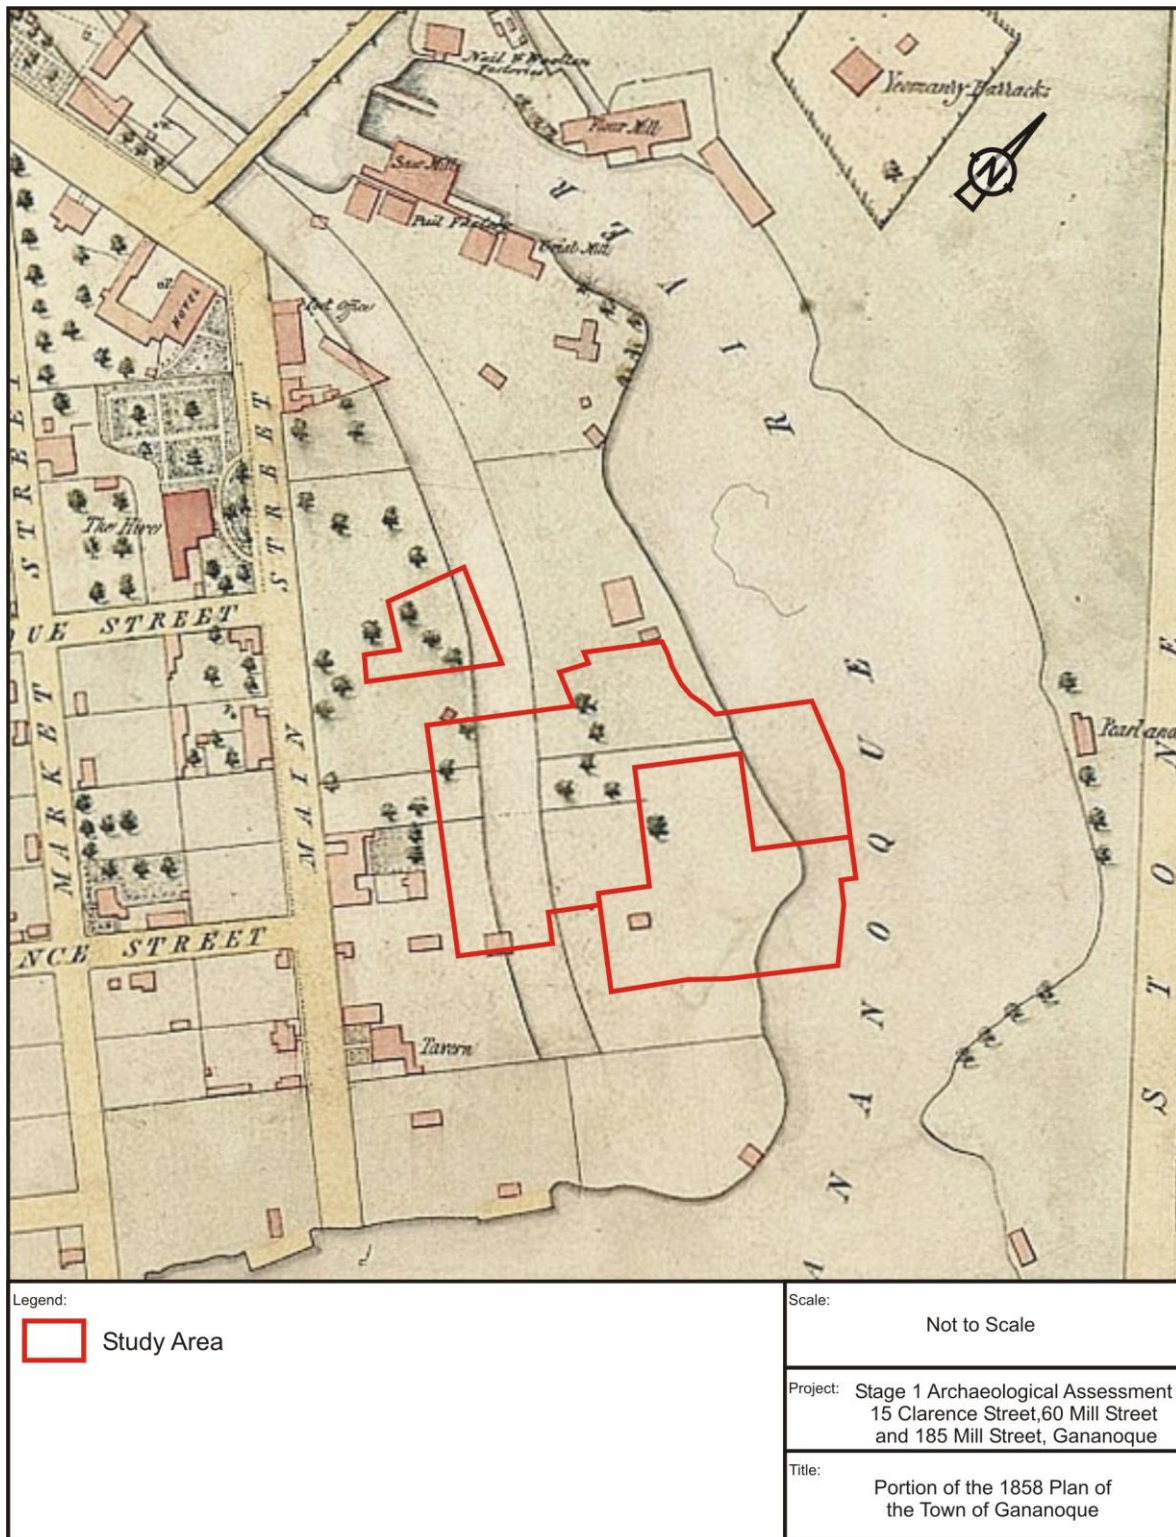 Nail & Woollen
Factories
Yeomanry Barracks
Flour Mill
N
Saw Mill
Pail Factory
Grist Mill
HOTEL
Post Office
The Hive
STREET
UE STREET
MARKET
STREET
MAIN
NCE STREET
Tavern
RIVER
GANANOQUE
Pearl and
STONE
Legend:
Study Area
Scale:
Not to Scale
Project: Stage 1 Archaeological Assessment
15 Clarence Street,60 Mill Street
and 185 Mill Street, Gananoque
Title:
Portion of the 1858 Plan of
the Town of Gananoque